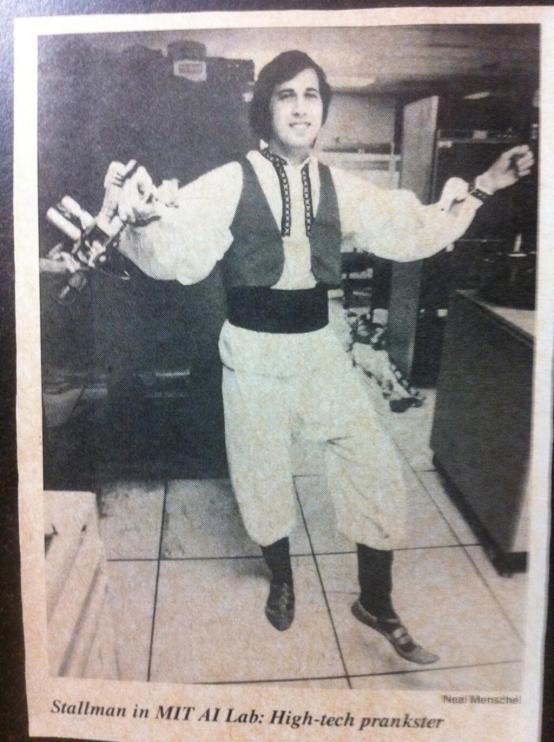 Neal Menschel
Stallman in MIT AI Lab: High-tech prankster